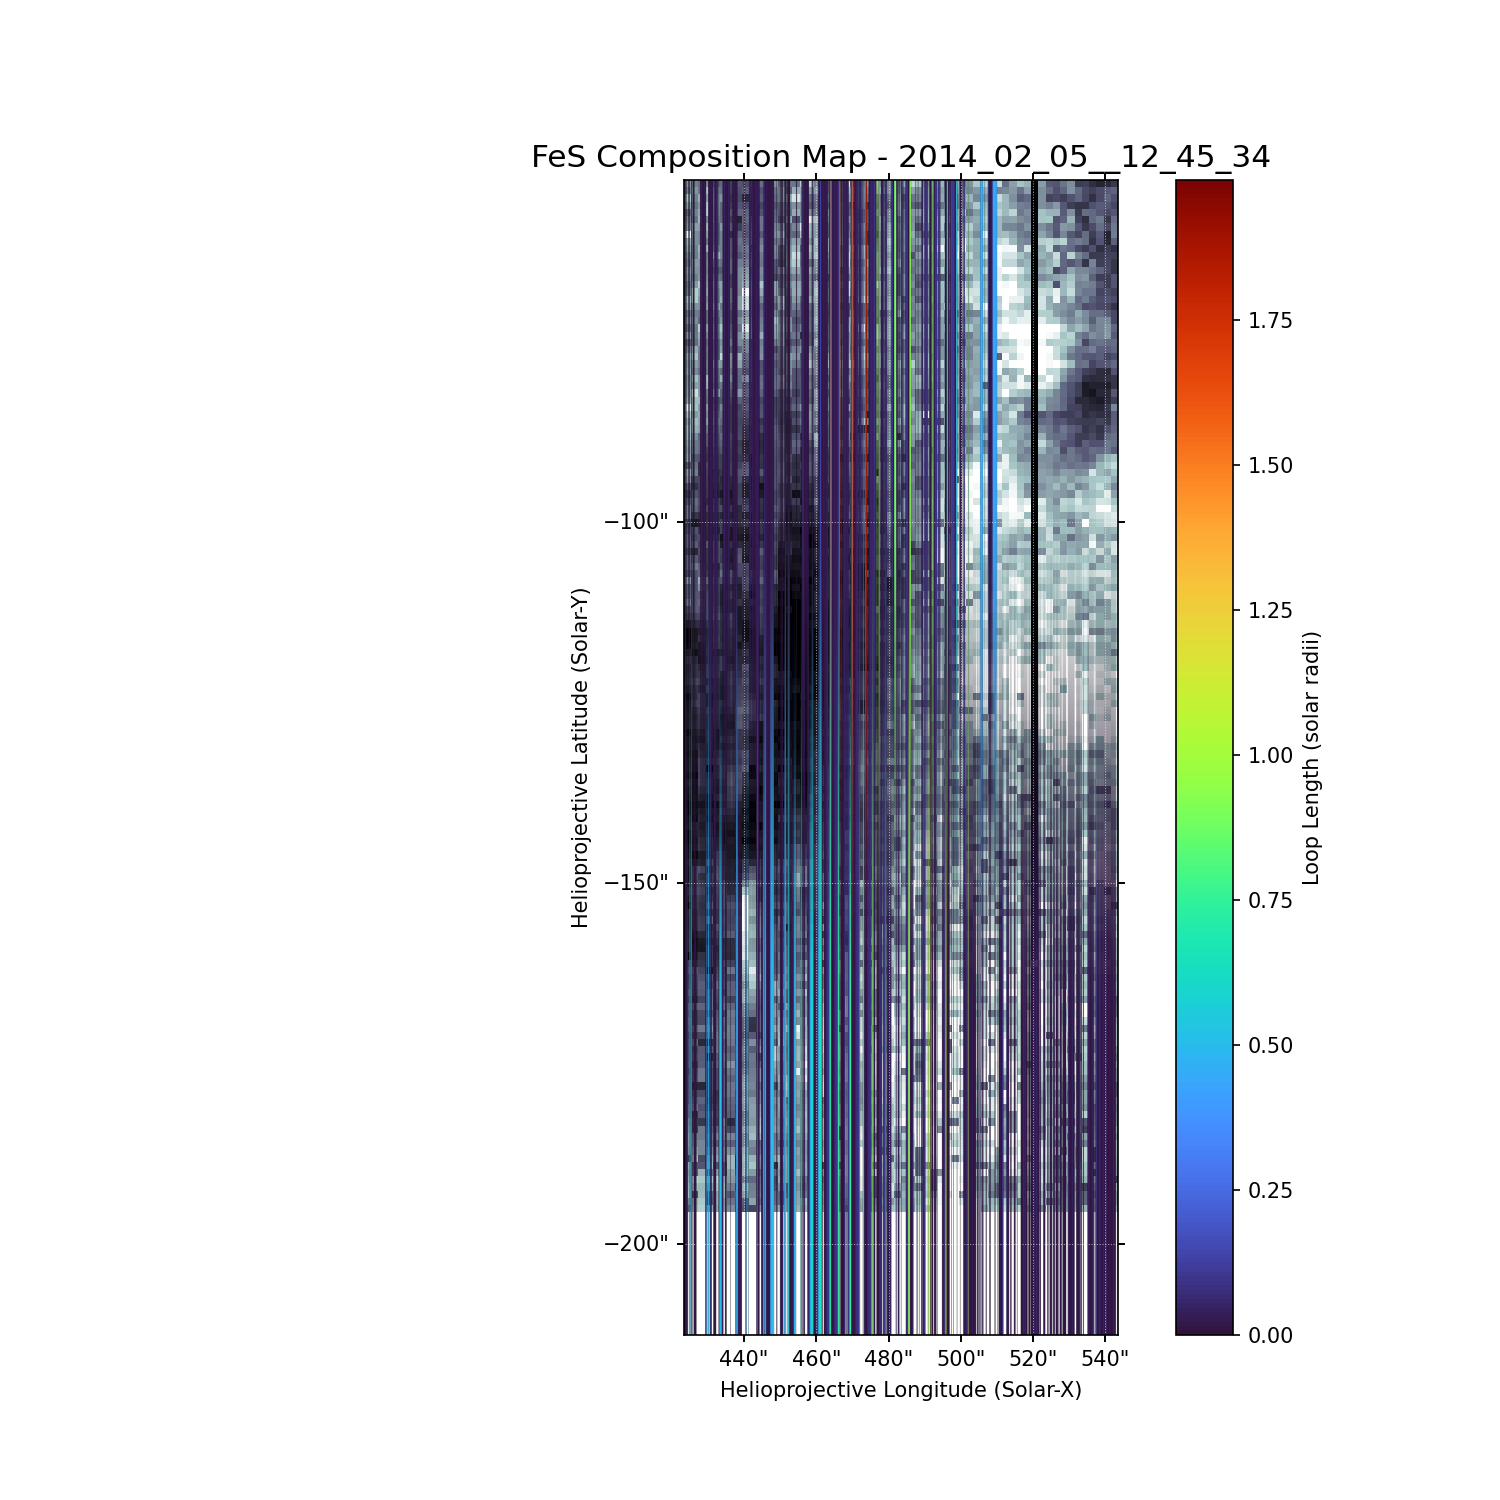 FeS Composition Map - 2014_02_05__12_45_34
Helioprojective Latitude (Solar-Y)
−100"
−150"
−200"
440" 460" 480" 500" 520" 540"
Helioprojective Longitude (Solar-X)
1.75
1.50
1.25
1.00
0.75
0.50
0.25
0.00
Loop Length (solar radii)